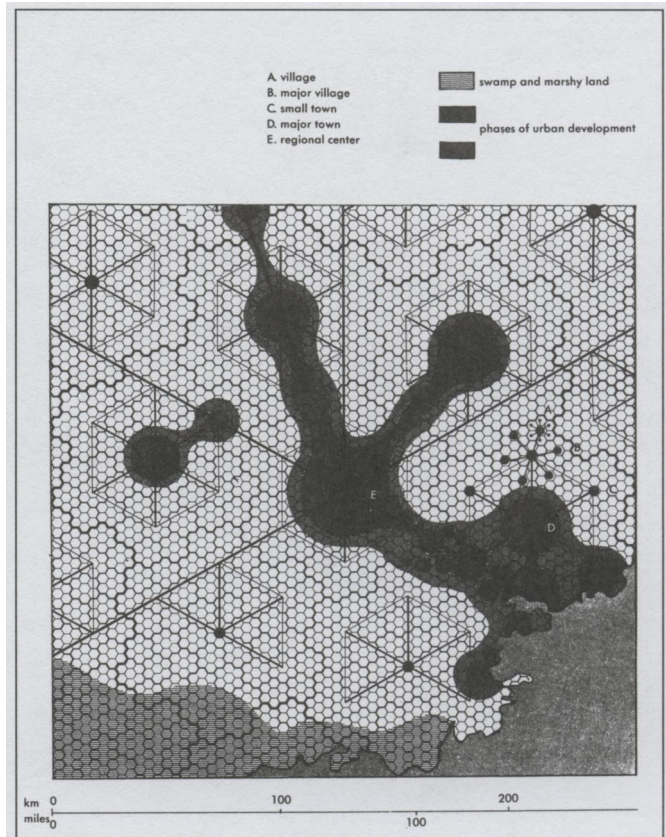 A. village
B. major village
C. small town
D. major town
E. regional center
swamp and marshy land
phases of urban development
A
B
E
C
D
km 0 100 200
miles 0 100